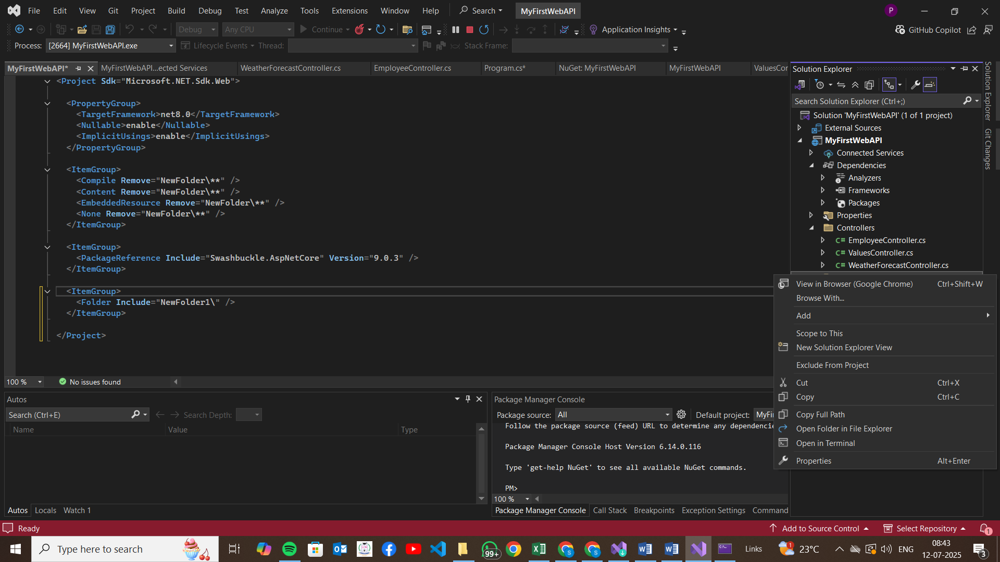 File Edit View Git Project Build Debug Test Analyze Tools Extensions Window Help Search MyFirstWebAPI P
Debug Any CPU Continue Application Insights GitHub Copilot
Process: [2664] MyFirstWebAPI.exe Lifecycle Events Thread: Stack Frame:
MyFirstWebAPI* MyFirstWebAPI...ected Services WeatherForecastController.cs EmployeeController.cs Program.cs* NuGet: MyFirstWebAPI MyFirstWebAPI ValuesCor
<Project Sdk="Microsoft.NET.Sdk.Web">
<PropertyGroup>
<TargetFramework>net8.0</TargetFramework>
<Nullable>enable</Nullable>
<ImplicitUsings>enable</ImplicitUsings>
</PropertyGroup>
<ItemGroup>
<Compile Remove="NewFolder\**" />
<Content Remove="NewFolder\**" />
<EmbeddedResource Remove="NewFolder\**" />
<None Remove="NewFolder\**" />
</ItemGroup>
<ItemGroup>
<PackageReference Include="Swashbuckle.AspNetCore" Version="9.0.3" />
</ItemGroup>
<ItemGroup>
<Folder Include="NewFolder1\" />
</ItemGroup>
</Project>
100 % No issues found
Solution Explorer
Search Solution Explorer (Ctrl+;)
Solution 'MyFirstWebAPI' (1 of 1 project)
External Sources
MyFirstWebAPI
Connected Services
Dependencies
Analyzers
Frameworks
Packages
Properties
Controllers
C# EmployeeController.cs
C# ValuesController.cs
C# WeatherForecastController.cs
Solution Explorer
Git Changes
View in Browser (Google Chrome) Ctrl+Shift+W
Browse With...
Add
Scope to This
New Solution Explorer View
Exclude From Project
Cut Ctrl+X
Copy Ctrl+C
Copy Full Path
Open Folder in File Explorer
Open in Terminal
Properties Alt+Enter
Autos
Search (Ctrl+E) Search Depth:
Name Value Type
Autos Locals Watch 1
Package Manager Console
Package source: All Default project: MyFir
Follow the package source (feed) URL to determine any dependencie
Package Manager Console Host Version 6.14.0.116
Type 'get-help NuGet' to see all available NuGet commands.
PM>
100 %
Package Manager Console Call Stack Breakpoints Exception Settings Command
Ready Add to Source Control Select Repository 1
Type here to search 99+ Links 1 23°C ENG 08:43
12-07-2025 3